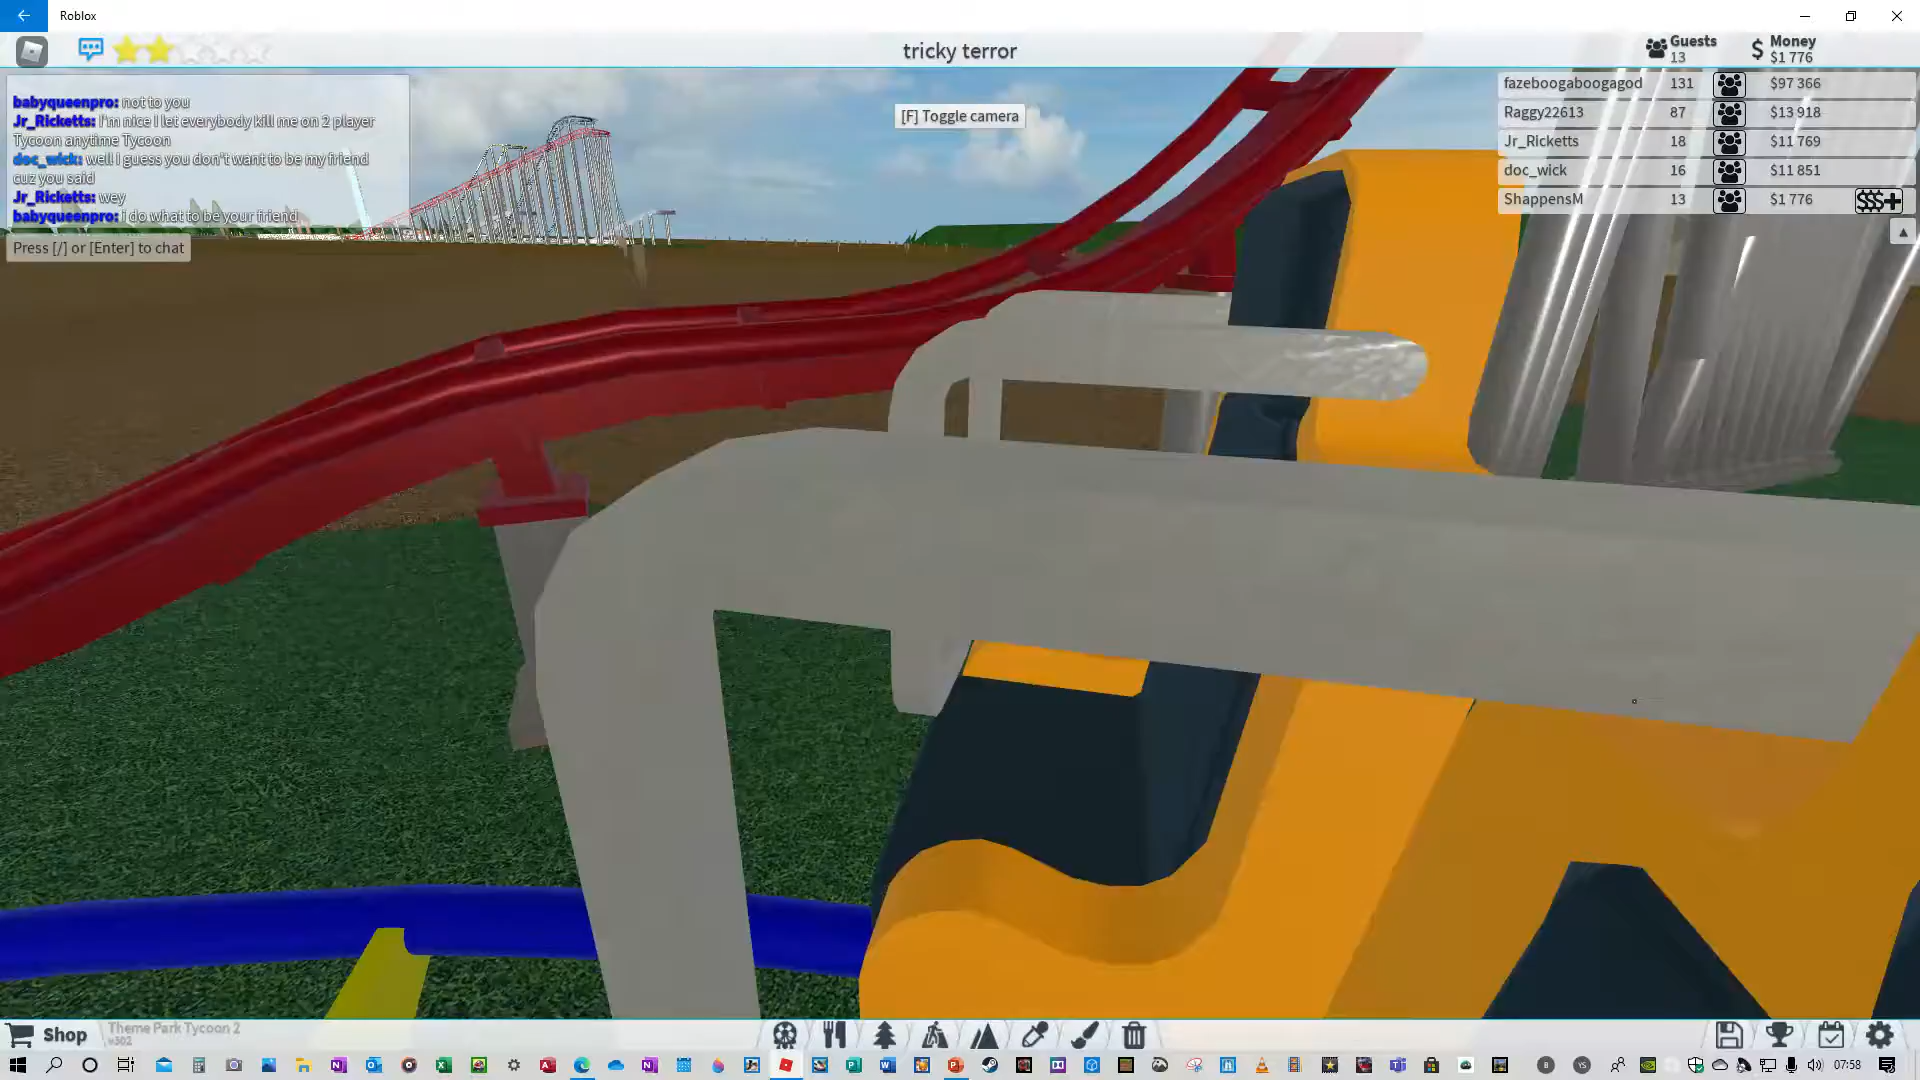 Roblox
tricky terror
Guests
13
Money
$1 776
[F] Toggle camera
babyqueenpro: not to you
Jr_Ricketts: I'm nice I let everybody kill me on 2 player
Tycoon anytime Tycoon
doc_wick: well I guess you don't want to be my friend
cuz you said
Jr_Ricketts: wey
babyqueenpro: i do what to be your friend
Press [/] or [Enter] to chat
fazeboogaboogagod 131 $97 366
Raggy22613 87 $13 918
Jr_Ricketts 18 $11 769
doc_wick 16 $11 851
ShappensM 13 $1 776 $$$+
Shop
Theme Park Tycoon 2
v302
07:58